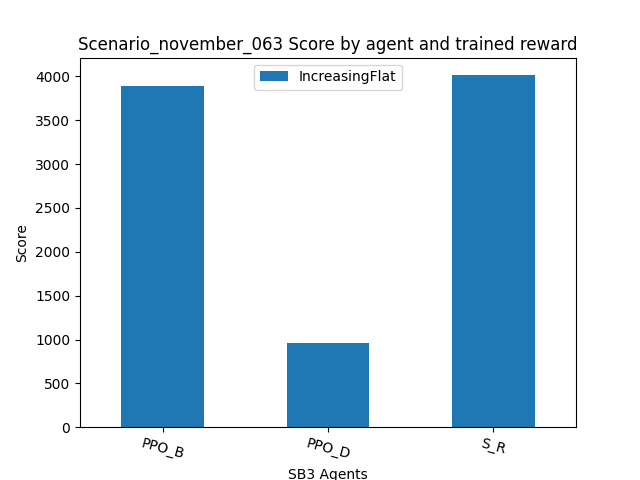 Scenario_november_063 Score by agent and trained reward
IncreasingFlat
4000
3500
3000
2500
2000
1500
1000
500
0
Score
PPO_B
PPO_D
S_R
SB3 Agents